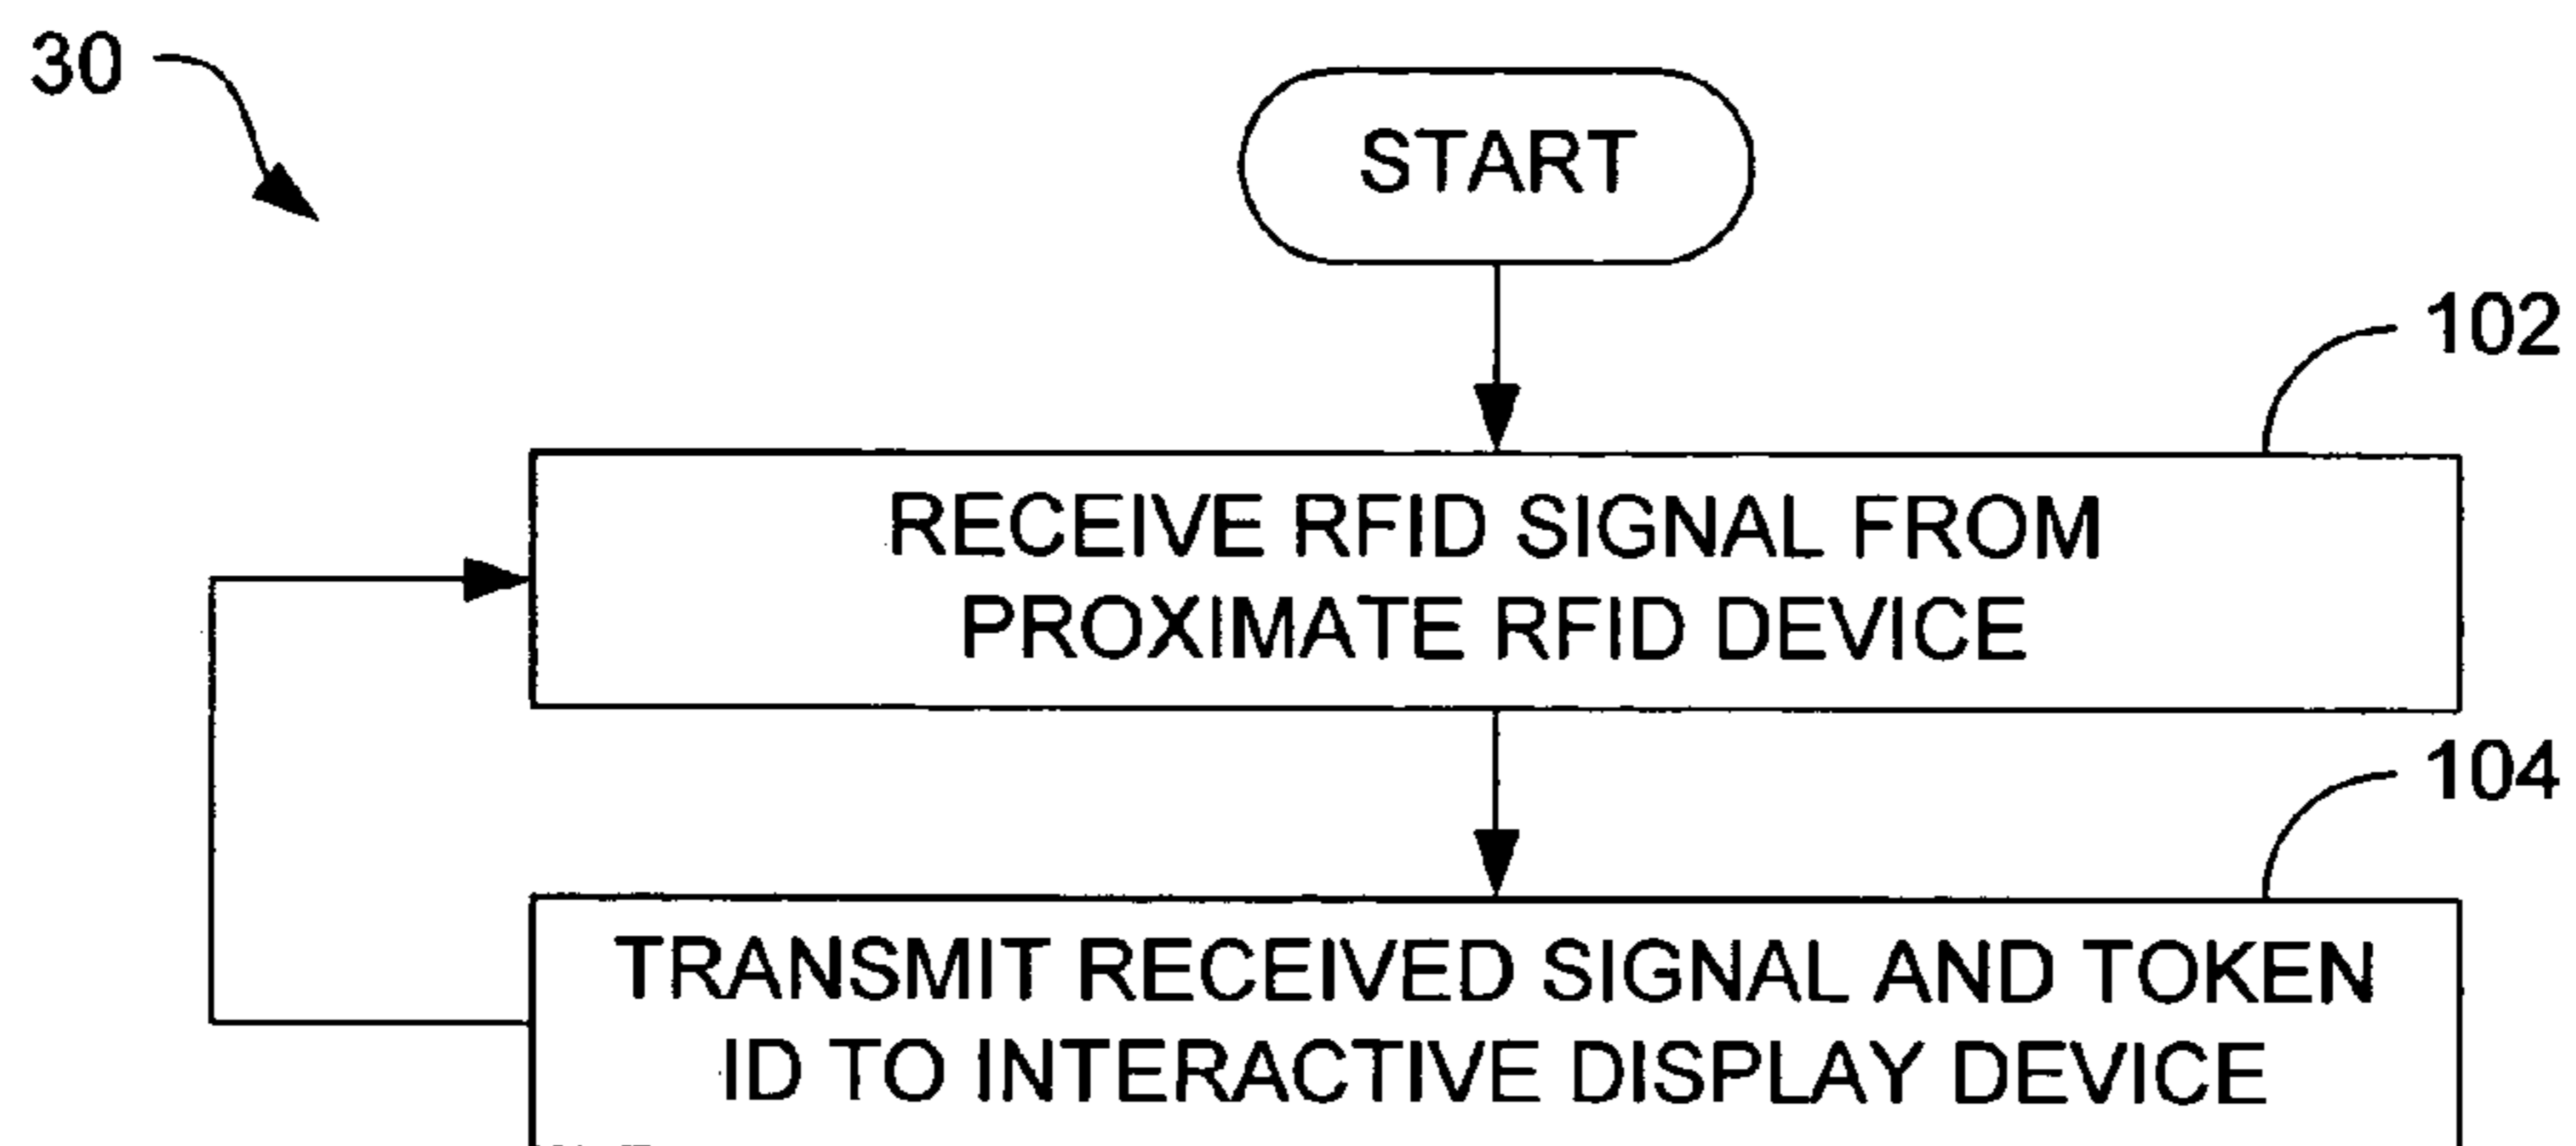 30
START
102
RECEIVE RFID SIGNAL FROM
PROXIMATE RFID DEVICE
104
TRANSMIT RECEIVED SIGNAL AND TOKEN
ID TO INTERACTIVE DISPLAY DEVICE